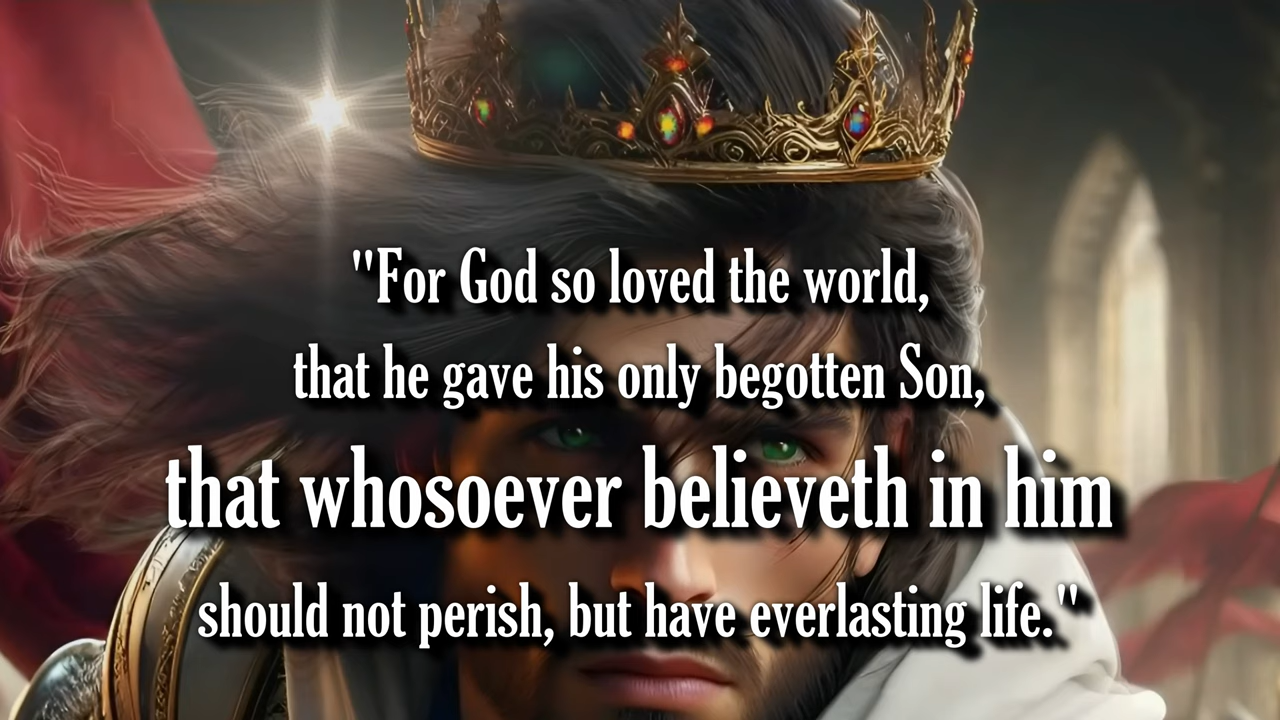 "For God so loved the world,
that he gave his only begotten Son,
that whosoever believeth in him
should not perish, but have everlasting life."